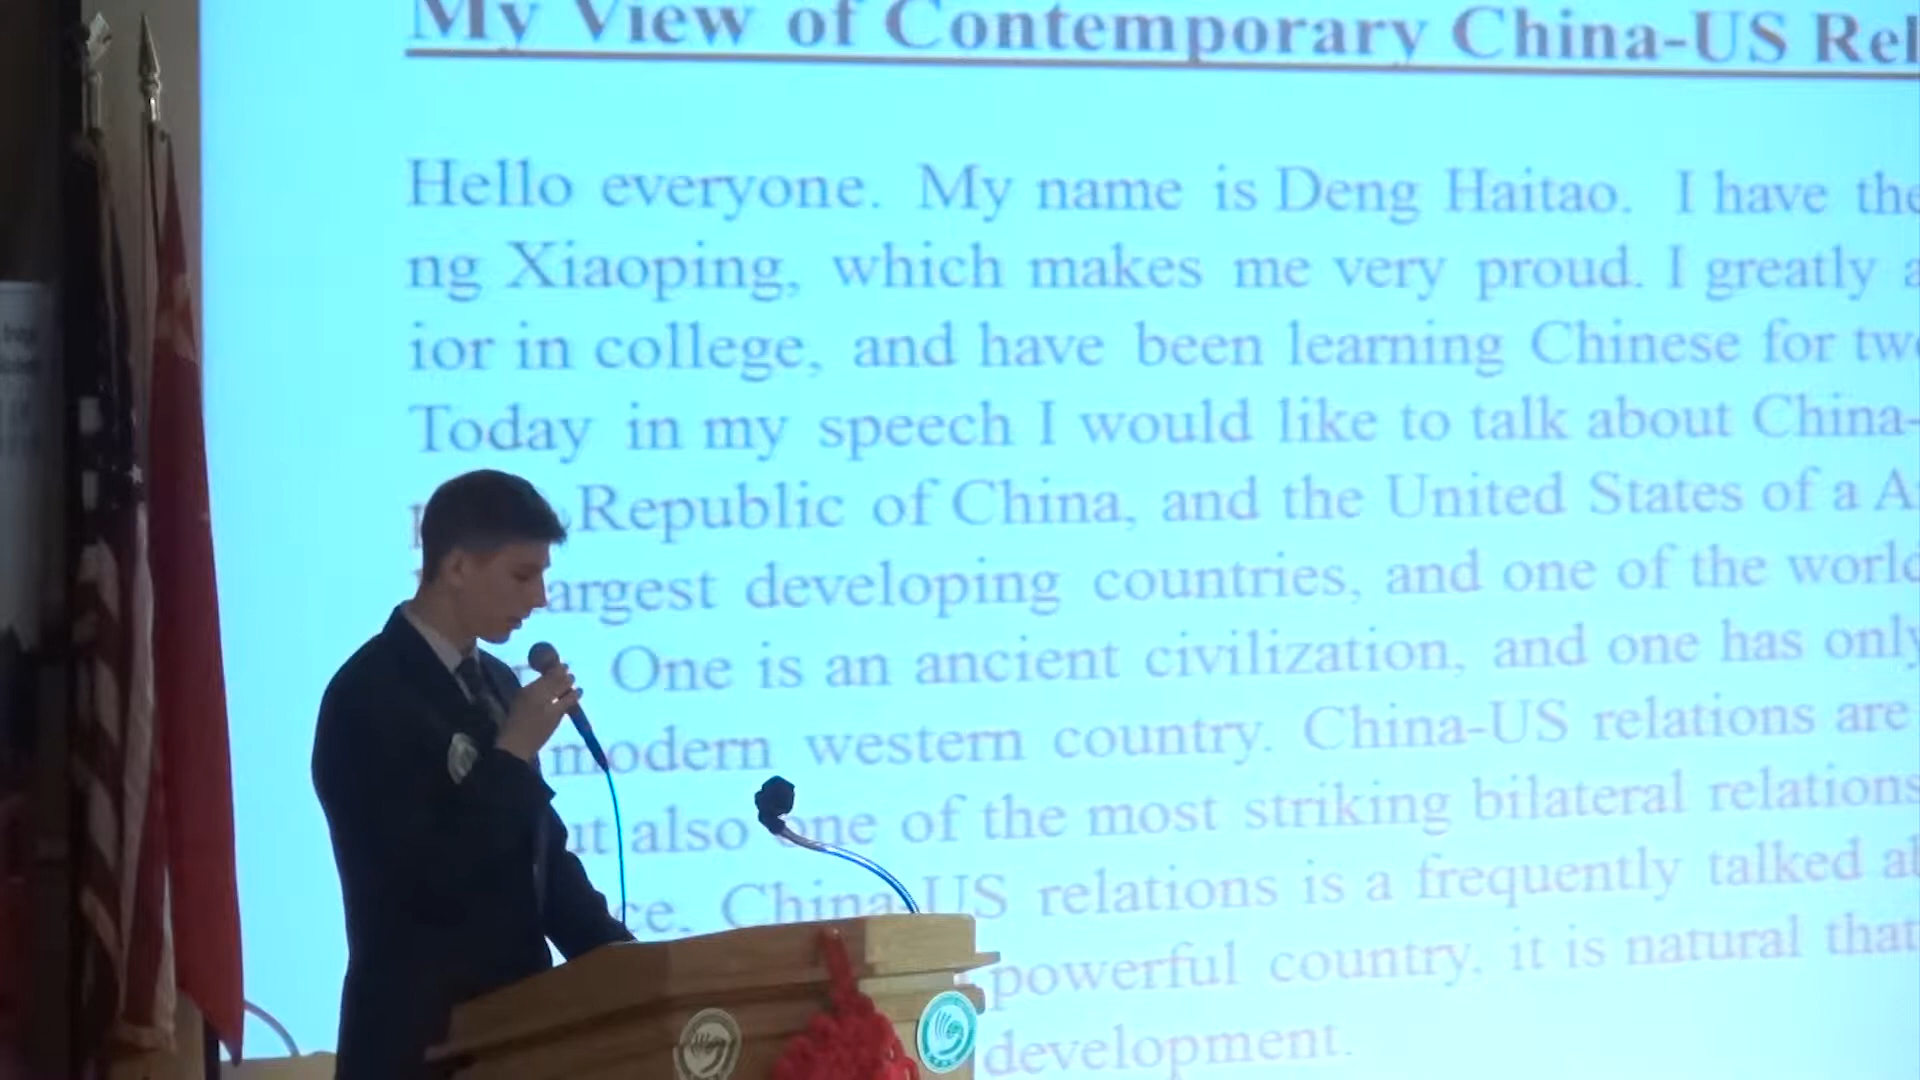 My View of Contemporary China-US Rel
Hello everyone. My name is Deng Haitao. I have the
ng Xiaoping, which makes me very proud. I greatly a
ior in college, and have been learning Chinese for two
Today in my speech I would like to talk about China-
Republic of China, and the United States of a A
argest developing countries, and one of the world
One is an ancient civilization, and one has only
modern western country. China-US relations are
ut also one of the most striking bilateral relations
ce. China-US relations is a frequently talked al
powerful country, it is natural that
development.